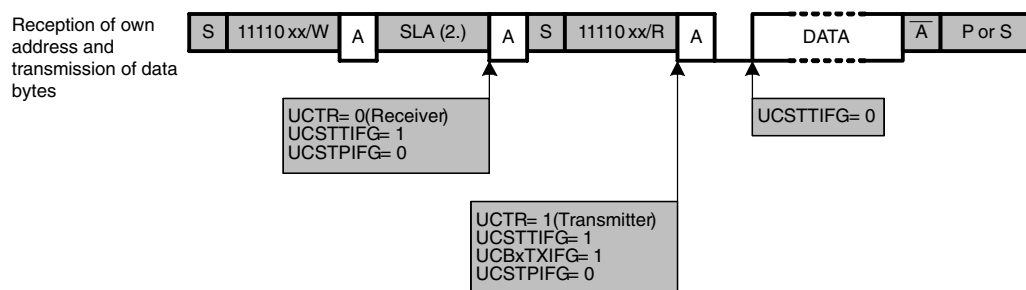 Reception of own
address and
transmission of data
bytes
S 11110 xx/W A SLA (2.) A S 11110 xx/R A DATA A P or S
UCTR= 0(Receiver)
UCSTTIFG= 1
UCSTPIFG= 0
UCSTTIFG= 0
UCTR= 1(Transmitter)
UCSTTIFG= 1
UCBxTXIFG= 1
UCSTPIFG= 0